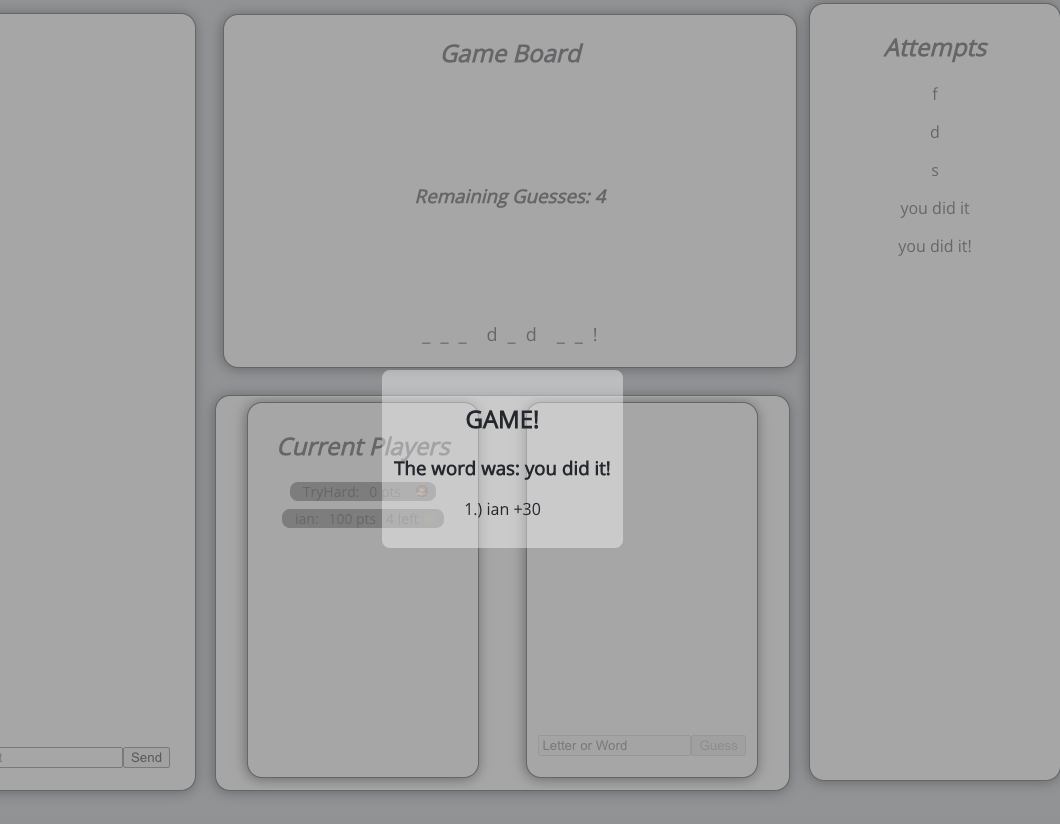 Game Board
Remaining Guesses: 4
_ _ _ d _ d _ _ !
Attempts
f
d
s
you did it
you did it!
Current Players
TryHard: 0 pts
ian: 100 pts 4 left
GAME!
The word was: you did it!
1.) ian +30
Letter or Word
Guess
t
Send